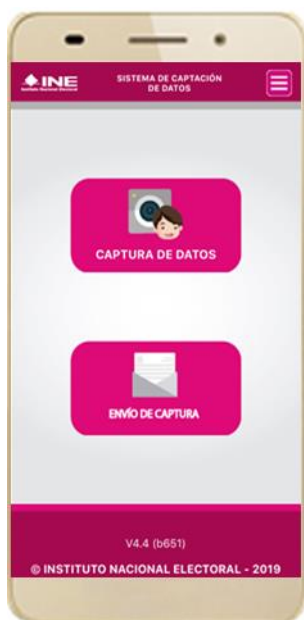 INE
Instituto Nacional Electoral
SISTEMA DE CAPTACIÓN
DE DATOS
CAPTURA DE DATOS
ENVÍO DE CAPTURA
V4.4 (b651)
© INSTITUTO NACIONAL ELECTORAL - 2019